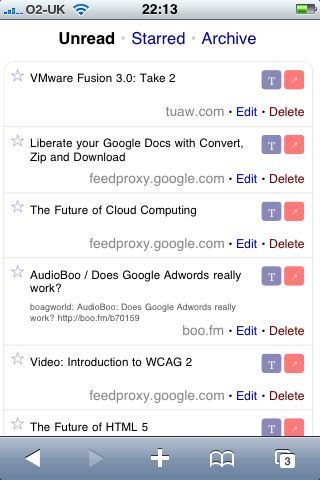 O2-UK 22:13
Unread • Starred • Archive
VMware Fusion 3.0: Take 2
T
tuaw.com • Edit • Delete
Liberate your Google Docs with Convert,
Zip and Download
T
feedproxy.google.com • Edit • Delete
The Future of Cloud Computing
T
feedproxy.google.com • Edit • Delete
AudioBoo / Does Google Adwords really
work?
T
boagworld: AudioBoo: Does Google Adwords really
work? http://boo.fm/b70159
boo.fm • Edit • Delete
Video: Introduction to WCAG 2
T
feedproxy.google.com • Edit • Delete
The Future of HTML 5
T
3